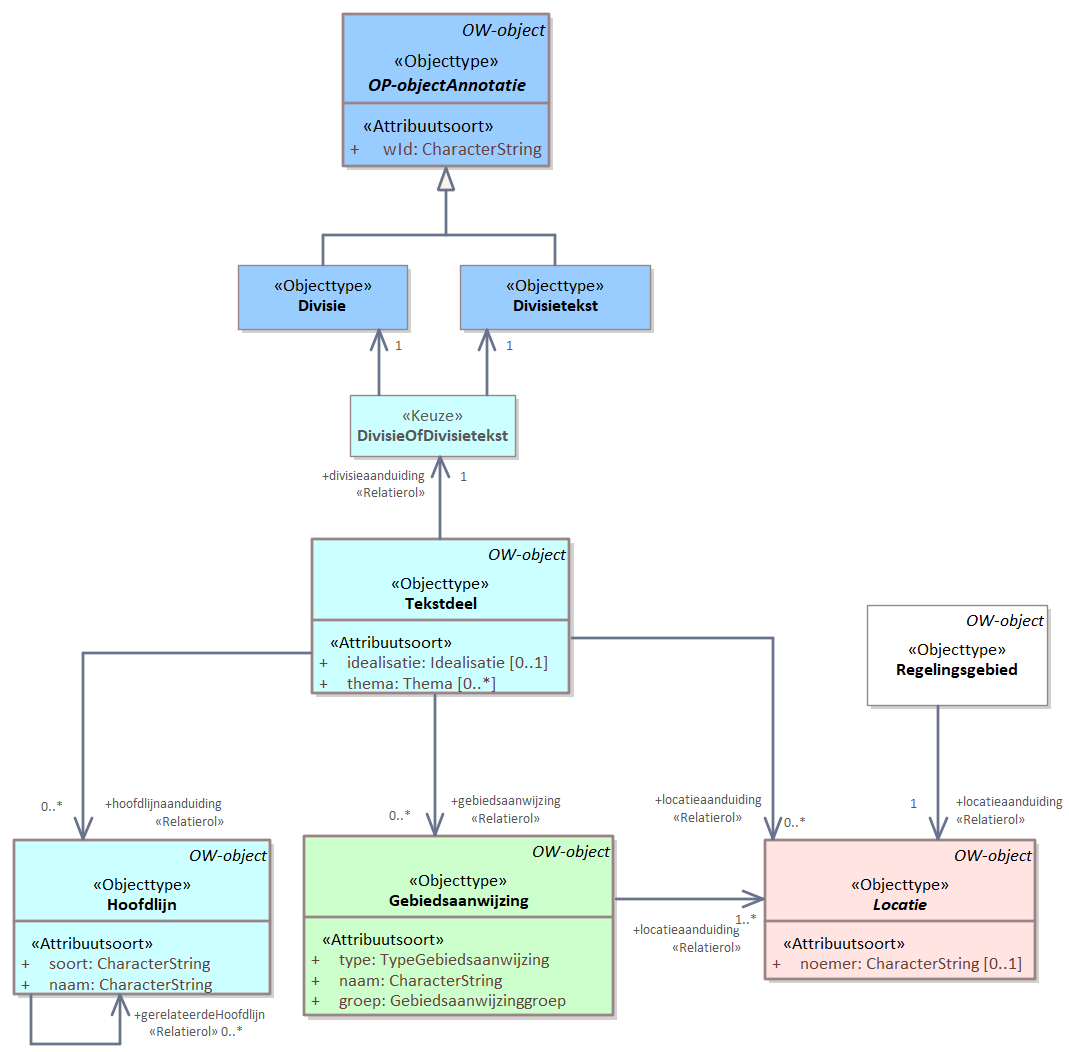 OW-object
«Objecttype»
OP-objectAnnotatie
«Attribuutsoort»
+ wId: CharacterString
«Objecttype»
Divisie
«Objecttype»
Divisietekst
1
1
«Keuze»
DivisieOfDivisietekst
+divisieaanduiding
«Relatierol»
1
OW-object
«Objecttype»
Tekstdeel
«Attribuutsoort»
+ idealisatie: Idealisatie [0..1]
+ thema: Thema [0..*]
OW-object
«Objecttype»
Regelingsgebied
0..*
+hoofdlijnaanduiding
«Relatierol»
0..*
+gebiedsaanwijzing
«Relatierol»
+locatieaanduiding
«Relatierol»
0..*
1
+locatieaanduiding
«Relatierol»
OW-object
«Objecttype»
Hoofdlijn
«Attribuutsoort»
+ soort: CharacterString
+ naam: CharacterString
+gerelateerdeHoofdlijn
«Relatierol» 0..*
OW-object
«Objecttype»
Gebiedsaanwijzing
«Attribuutsoort»
+ type: TypeGebiedsaanwijzing
+ naam: CharacterString
+ groep: Gebiedsaanwijzinggroep
1..*
+locatieaanduiding
«Relatierol»
OW-object
«Objecttype»
Locatie
«Attribuutsoort»
+ noemer: CharacterString [0..1]